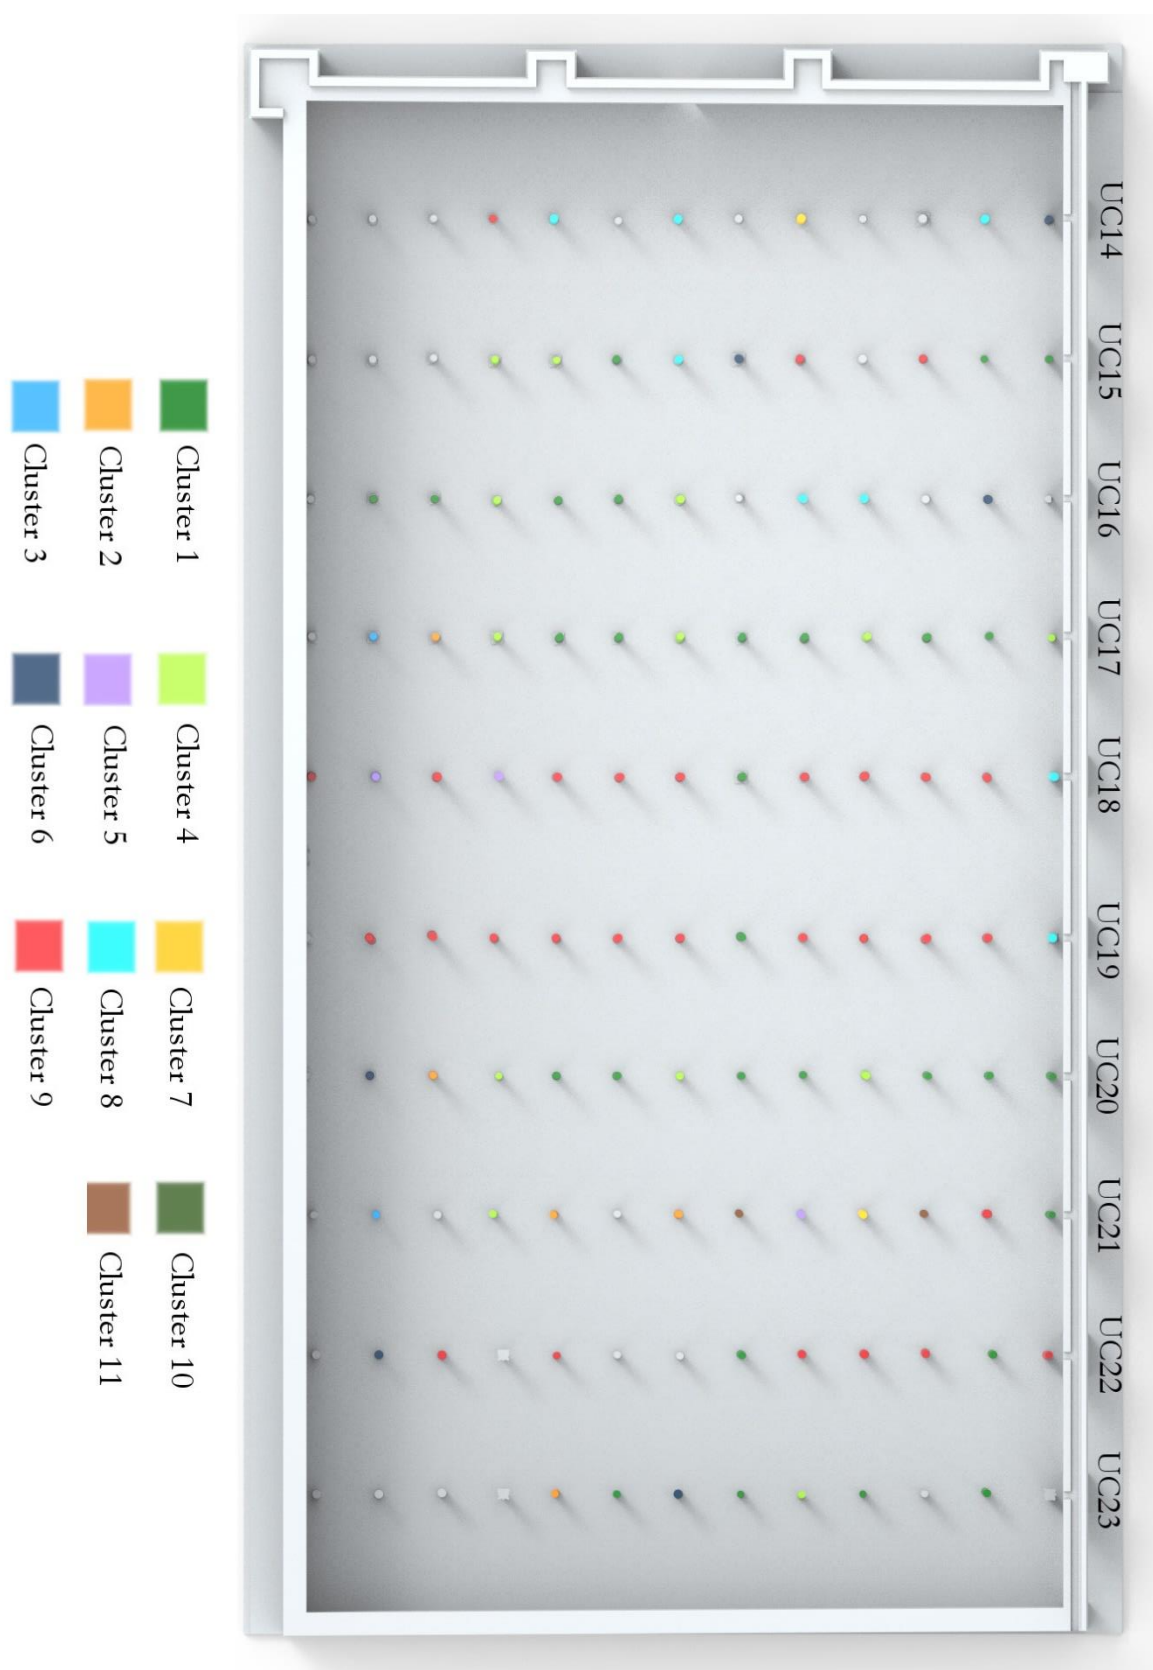 UC14
UC15
UC16
UC17
UC18
UC19
UC20
UC21
UC22
UC23
Cluster 1
Cluster 4
Cluster 7
Cluster 10
Cluster 2
Cluster 5
Cluster 8
Cluster 11
Cluster 3
Cluster 6
Cluster 9